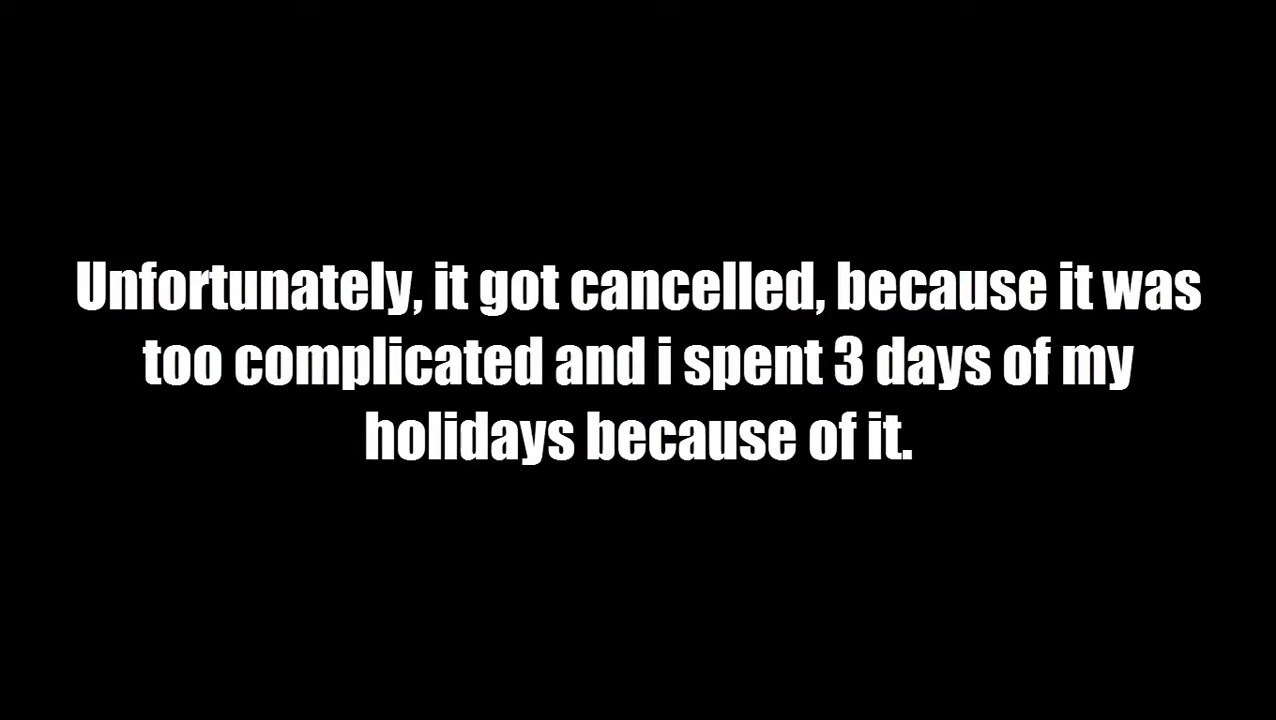 Unfortunately, it got cancelled, because it was
too complicated and i spent 3 days of my
holidays because of it.